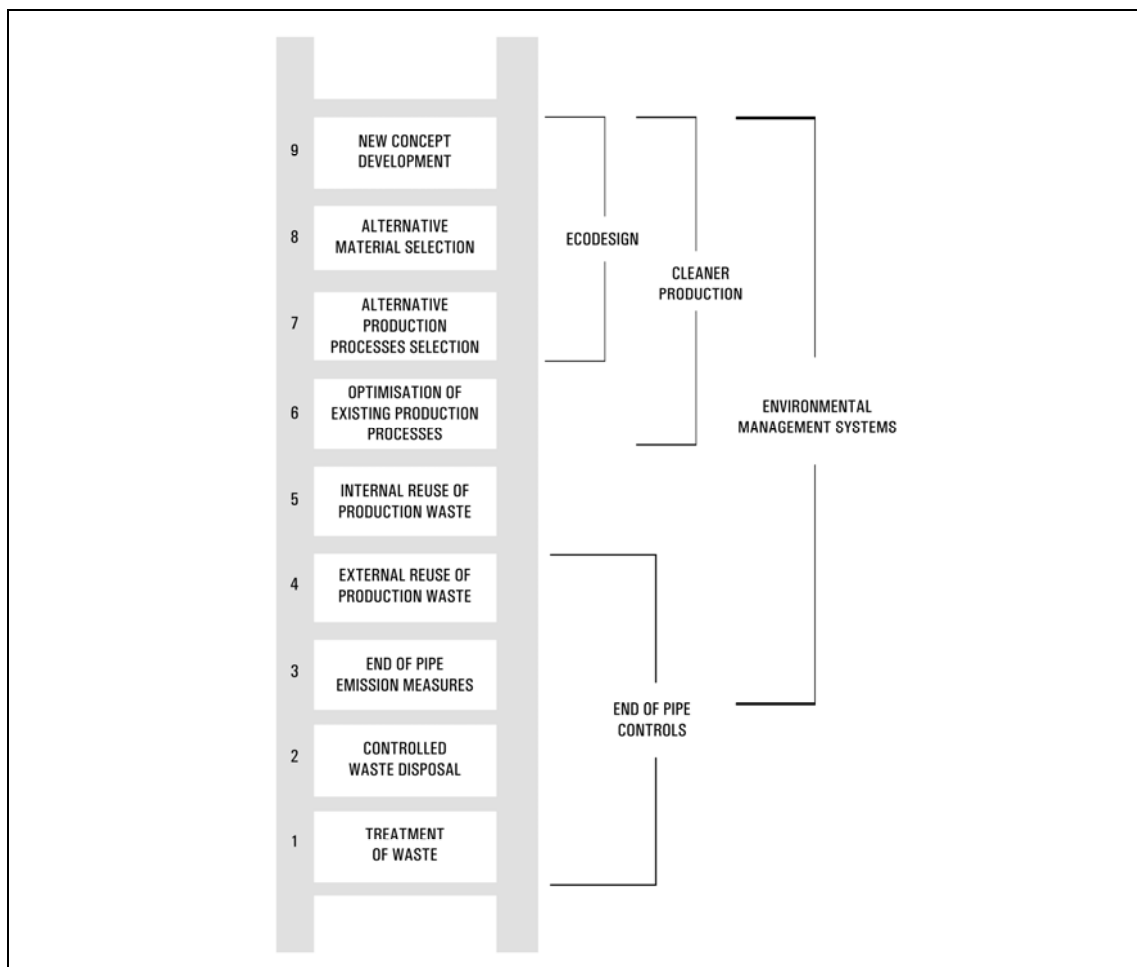 9
NEW CONCEPT
DEVELOPMENT
8
ALTERNATIVE
MATERIAL SELECTION
7
ALTERNATIVE
PRODUCTION
PROCESSES SELECTION
6
OPTIMISATION OF
EXISTING PRODUCTION
PROCESSES
5
INTERNAL REUSE OF
PRODUCTION WASTE
4
EXTERNAL REUSE OF
PRODUCTION WASTE
3
END OF PIPE
EMISSION MEASURES
2
CONTROLLED
WASTE DISPOSAL
1
TREATMENT
OF WASTE
ECODESIGN
CLEANER
PRODUCTION
ENVIRONMENTAL
MANAGEMENT SYSTEMS
END OF PIPE
CONTROLS